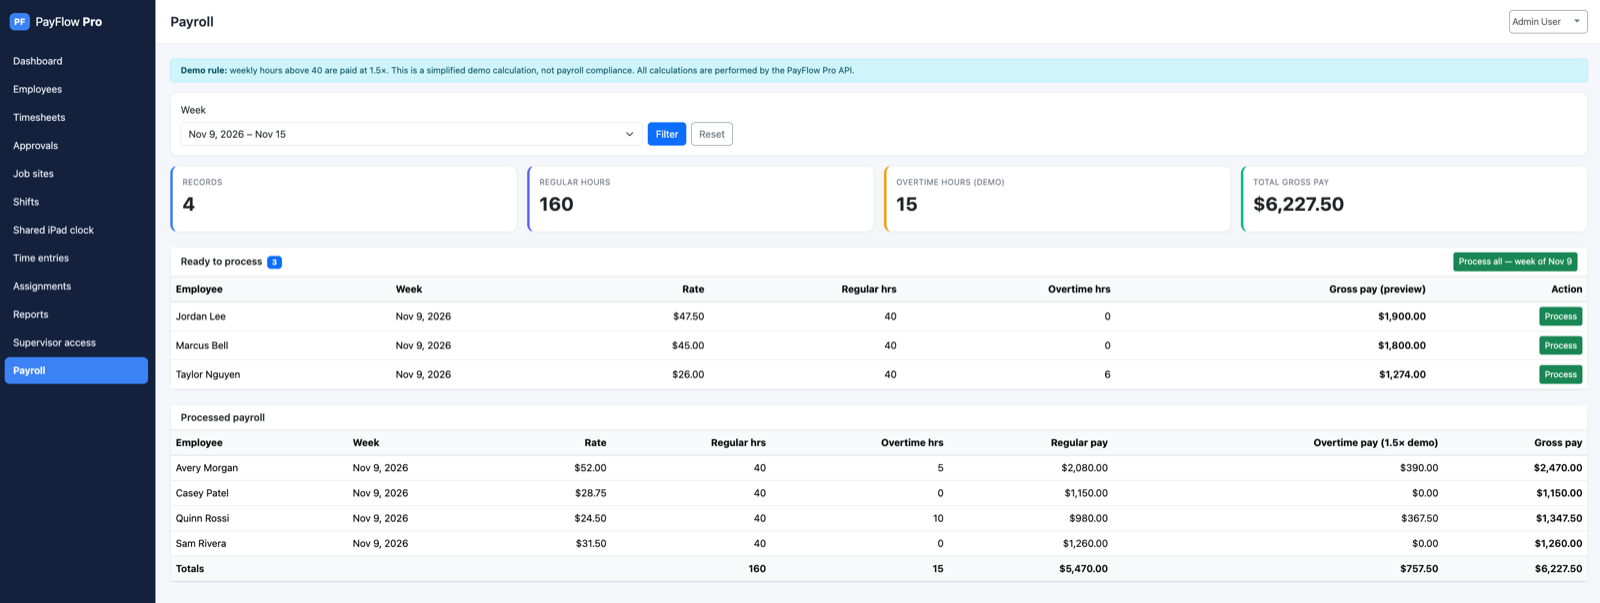 PF PayFlow Pro
Dashboard
Employees
Timesheets
Approvals
Job sites
Shifts
Shared iPad clock
Time entries
Assignments
Reports
Supervisor access
Payroll
Payroll
Admin User
Demo rule: weekly hours above 40 are paid at 1.5×. This is a simplified demo calculation, not payroll compliance. All calculations are performed by the PayFlow Pro API.
Week
Nov 9, 2026 – Nov 15 Filter Reset
RECORDS
4
REGULAR HOURS
160
OVERTIME HOURS (DEMO)
15
TOTAL GROSS PAY
$6,227.50
Ready to process 3 Process all — week of Nov 9
Employee Week Rate Regular hrs Overtime hrs Gross pay (preview) Action
Jordan Lee Nov 9, 2026 $47.50 40 0 $1,900.00 Process
Marcus Bell Nov 9, 2026 $45.00 40 0 $1,800.00 Process
Taylor Nguyen Nov 9, 2026 $26.00 40 6 $1,274.00 Process
Processed payroll
Employee Week Rate Regular hrs Overtime hrs Regular pay Overtime pay (1.5× demo) Gross pay
Avery Morgan Nov 9, 2026 $52.00 40 5 $2,080.00 $390.00 $2,470.00
Casey Patel Nov 9, 2026 $28.75 40 0 $1,150.00 $0.00 $1,150.00
Quinn Rossi Nov 9, 2026 $24.50 40 10 $980.00 $367.50 $1,347.50
Sam Rivera Nov 9, 2026 $31.50 40 0 $1,260.00 $0.00 $1,260.00
Totals 160 15 $5,470.00 $757.50 $6,227.50